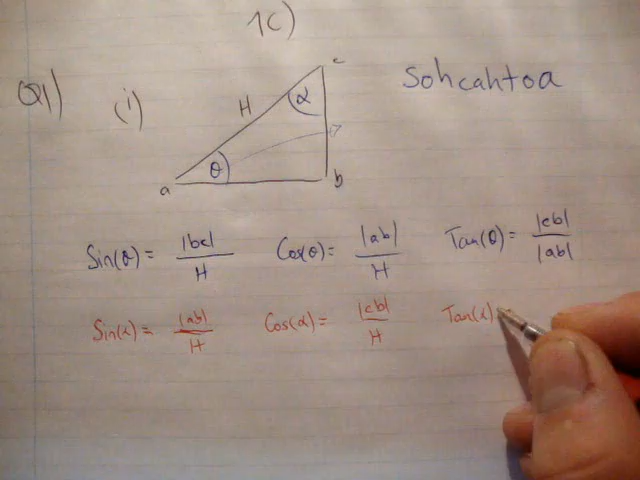 1c)
Q1)
(i)
Sohcahtoa
c
H
α
θ
a
b
Sin(θ) = |bc|/H Cos(θ) = |ab|/H Tan(θ) = |cb|/|ab|
Sin(α) = |ab|/H Cos(α) = |cb|/H Tan(α)